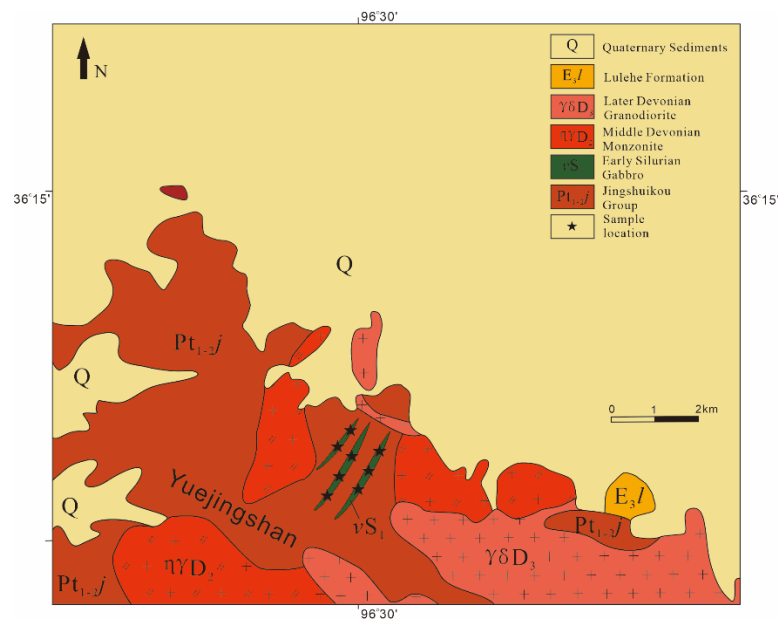 96°30'
N
Q Quaternary Sediments
E₃l Lulehe Formation
γδD₃ Later Devonian
Granodiorite
ηγD₂ Middle Devonian
Monzonite
νS Early Silurian
Gabbro
Pt₁₋₂j Jingshuikou
Group
Sample
location
36°15'
36°15'
Q
Pt₁₋₂j
Q
0 1 2km
Yuejingshan
E₃l
Q
νS₁
Pt₁₋₂j
γδD₃
ηγD₂
Pt₁₋₂j
96°30'